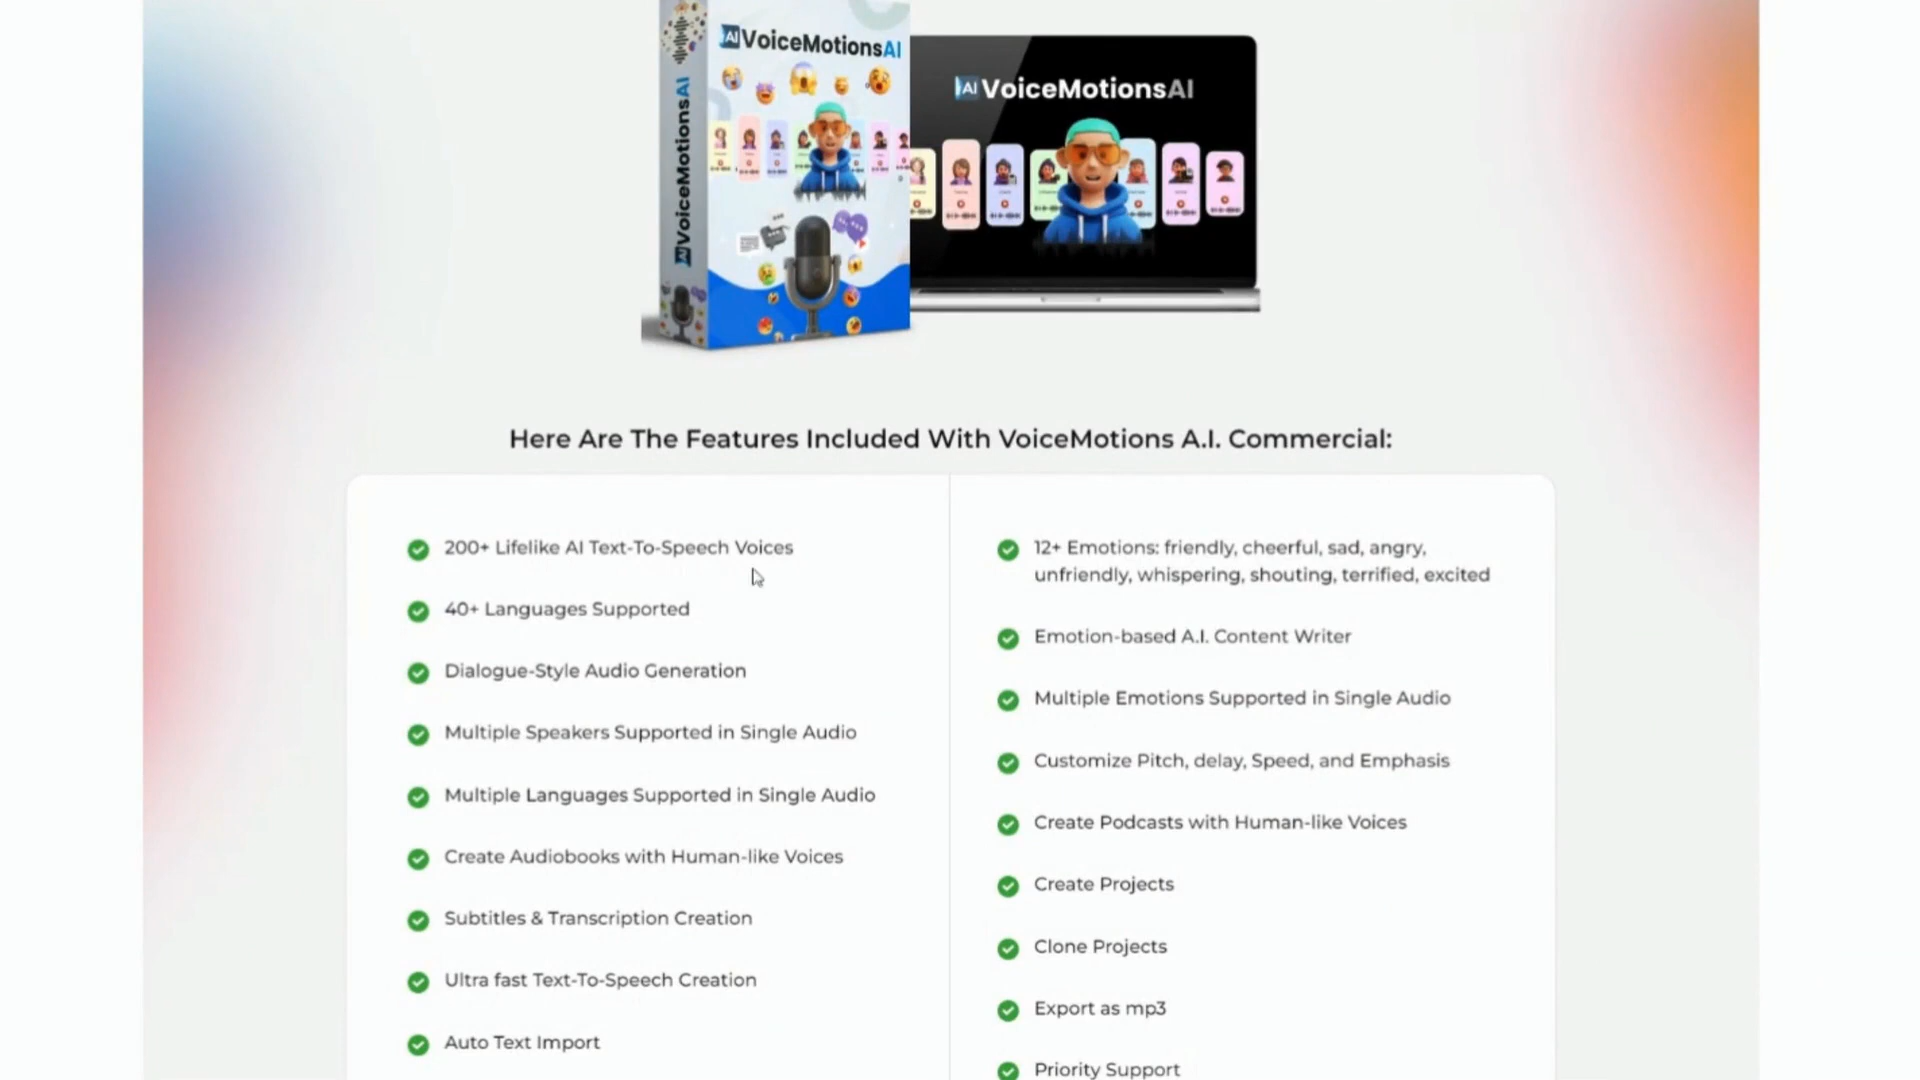 AI VoiceMotionsAI
AI VoiceMotionsAI
AI VoiceMotionsAI
Here Are The Features Included With VoiceMotions A.I. Commercial:
200+ Lifelike AI Text-To-Speech Voices
40+ Languages Supported
Dialogue-Style Audio Generation
Multiple Speakers Supported in Single Audio
Multiple Languages Supported in Single Audio
Create Audiobooks with Human-like Voices
Subtitles & Transcription Creation
Ultra fast Text-To-Speech Creation
Auto Text Import
12+ Emotions: friendly, cheerful, sad, angry,
unfriendly, whispering, shouting, terrified, excited
Emotion-based A.I. Content Writer
Multiple Emotions Supported in Single Audio
Customize Pitch, delay, Speed, and Emphasis
Create Podcasts with Human-like Voices
Create Projects
Clone Projects
Export as mp3
Priority Support